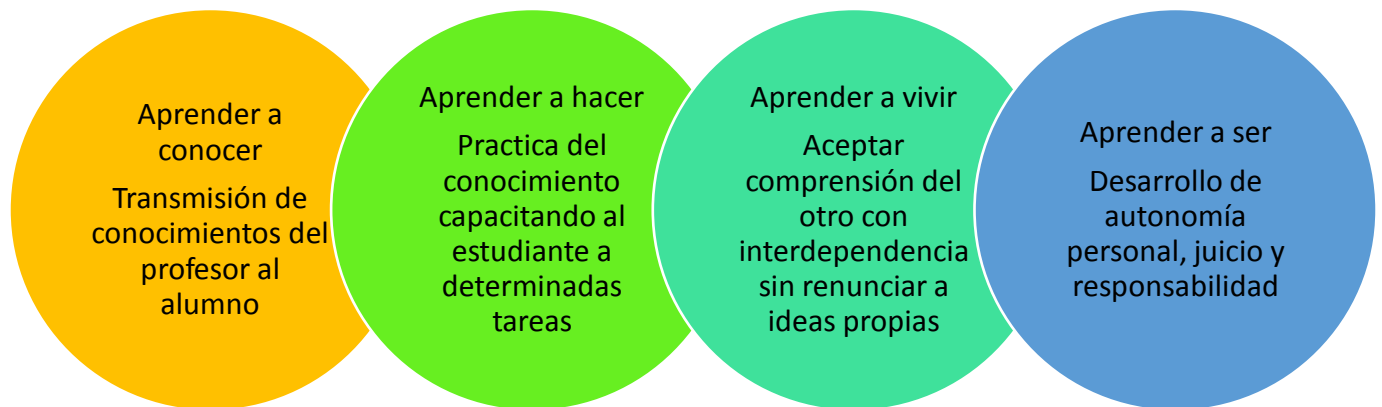 Aprender a
conocer
Transmisión de
conocimientos del
profesor al
alumno
Aprender a hacer
Practica del
conocimiento
capacitando al
estudiante a
determinadas
tareas
Aprender a vivir
Aceptar
comprensión del
otro con
interdependencia
sin renunciar a
ideas propias
Aprender a ser
Desarrollo de
autonomía
personal, juicio y
responsabilidad